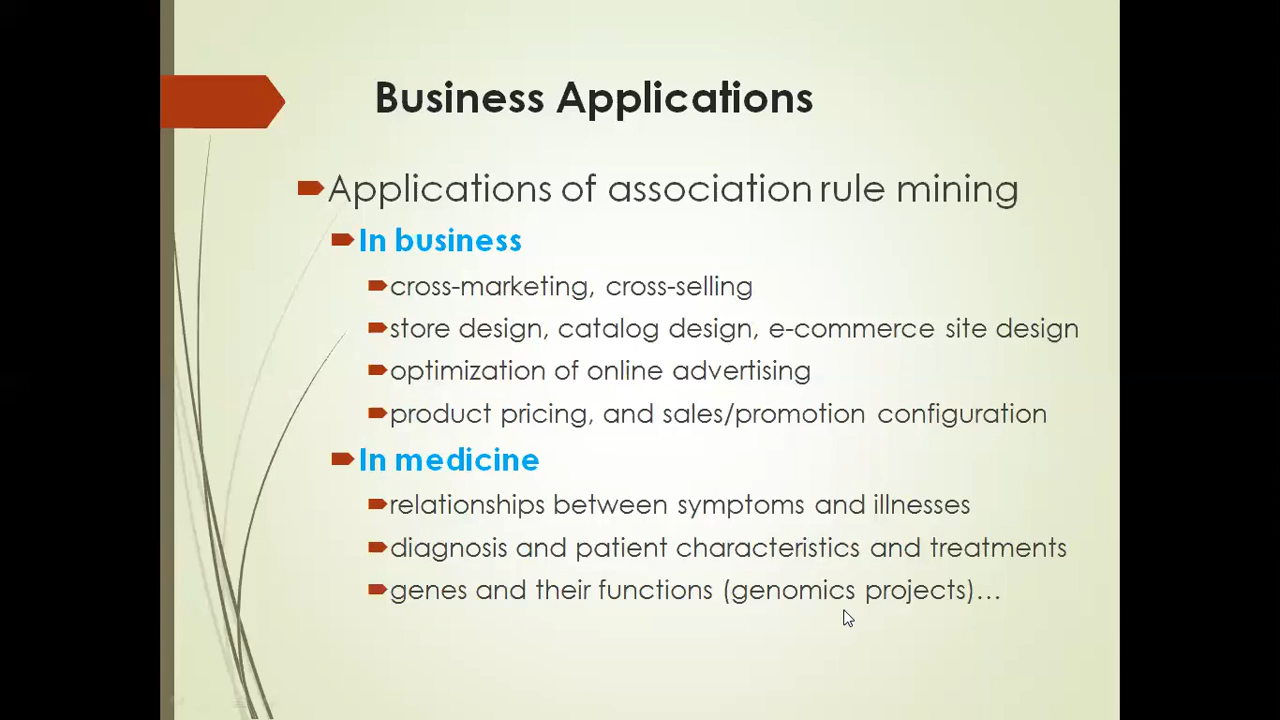 Business Applications
Applications of association rule mining
In business
cross-marketing, cross-selling
store design, catalog design, e-commerce site design
optimization of online advertising
product pricing, and sales/promotion configuration
In medicine
relationships between symptoms and illnesses
diagnosis and patient characteristics and treatments
genes and their functions (genomics projects)…